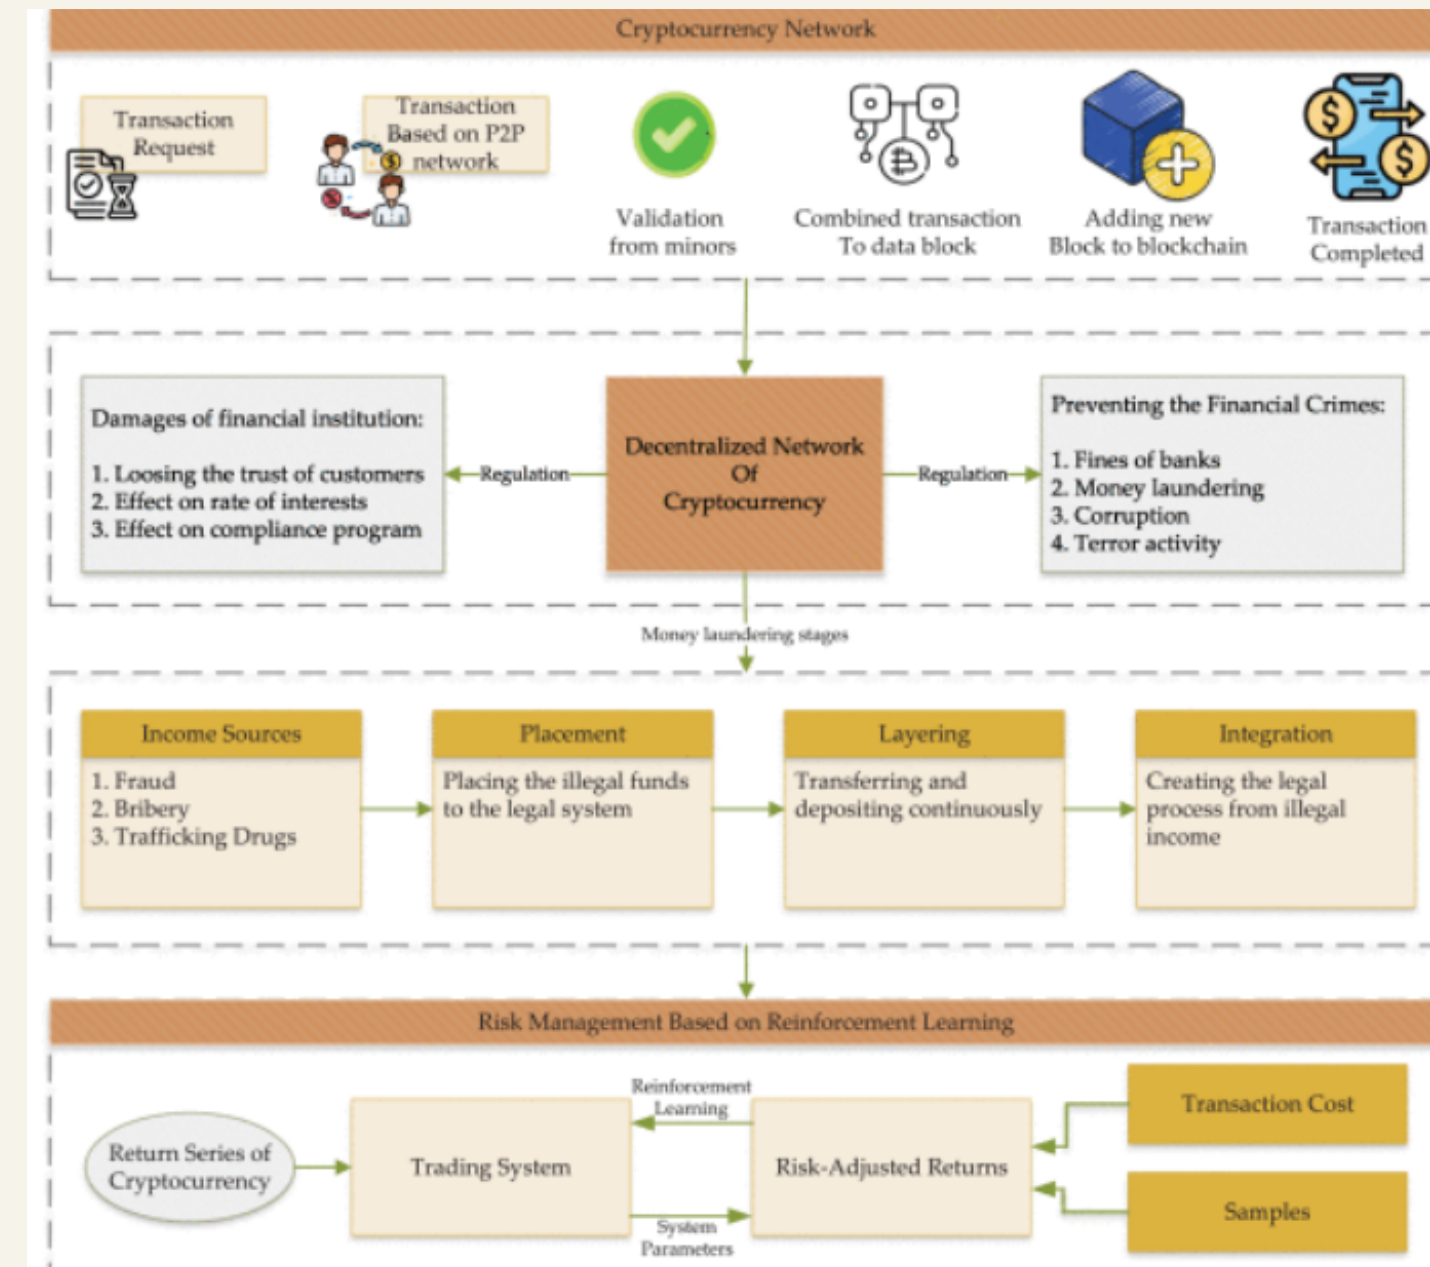 Cryptocurrency Network
Transaction
Request
Transaction
Based on P2P
network
Validation
from minors
Combined transaction
To data block
Adding new
Block to blockchain
Transaction
Completed
Damages of financial institution:
1. Loosing the trust of customers
2. Effect on rate of interests
3. Effect on compliance program
Regulation
Decentralized Network
Of
Cryptocurrency
Regulation
Preventing the Financial Crimes:
1. Fines of banks
2. Money laundering
3. Corruption
4. Terror activity
Money laundering stages
Income Sources
1. Fraud
2. Bribery
3. Trafficking Drugs
Placement
Placing the illegal funds
to the legal system
Layering
Transferring and
depositing continuously
Integration
Creating the legal
process from illegal
income
Risk Management Based on Reinforcement Learning
Return Series of
Cryptocurrency
Trading System
Reinforcement
Learning
System
Parameters
Risk-Adjusted Returns
Transaction Cost
Samples